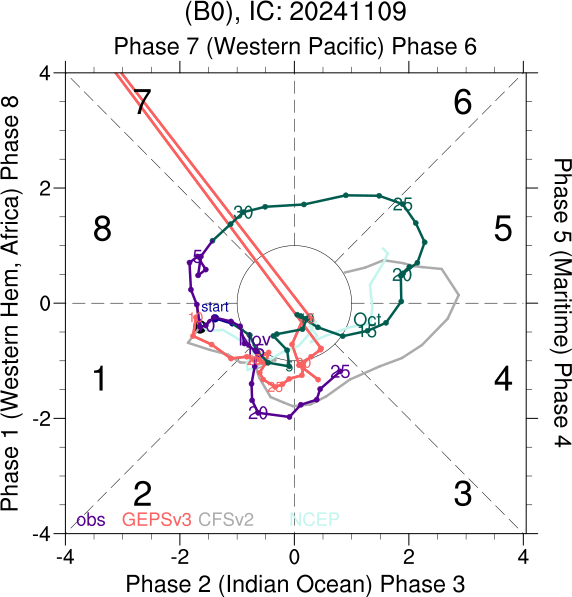 (B0), IC: 20241109
Phase 7 (Western Pacific) Phase 6
4
2
0
-2
-4
-4
-2
0
2
4
Phase 1 (Western Hem, Africa) Phase 8
Phase 5 (Maritime) Phase 4
7
6
8
5
1
4
2
3
30
25
5
20
start
Oct
15
Nov
25
20
obs
GEPSv3
CFSv2
NCEP
Phase 2 (Indian Ocean) Phase 3